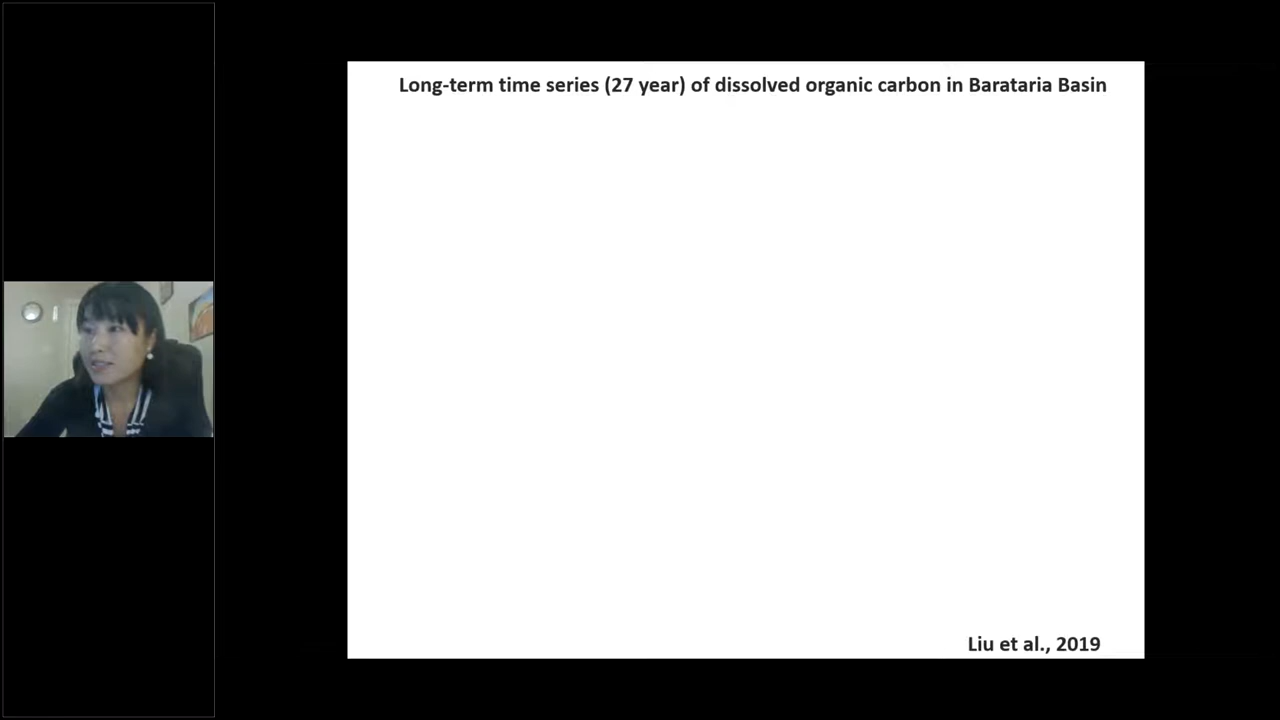 Long-term time series (27 year) of dissolved organic carbon in Barataria Basin
Liu et al., 2019